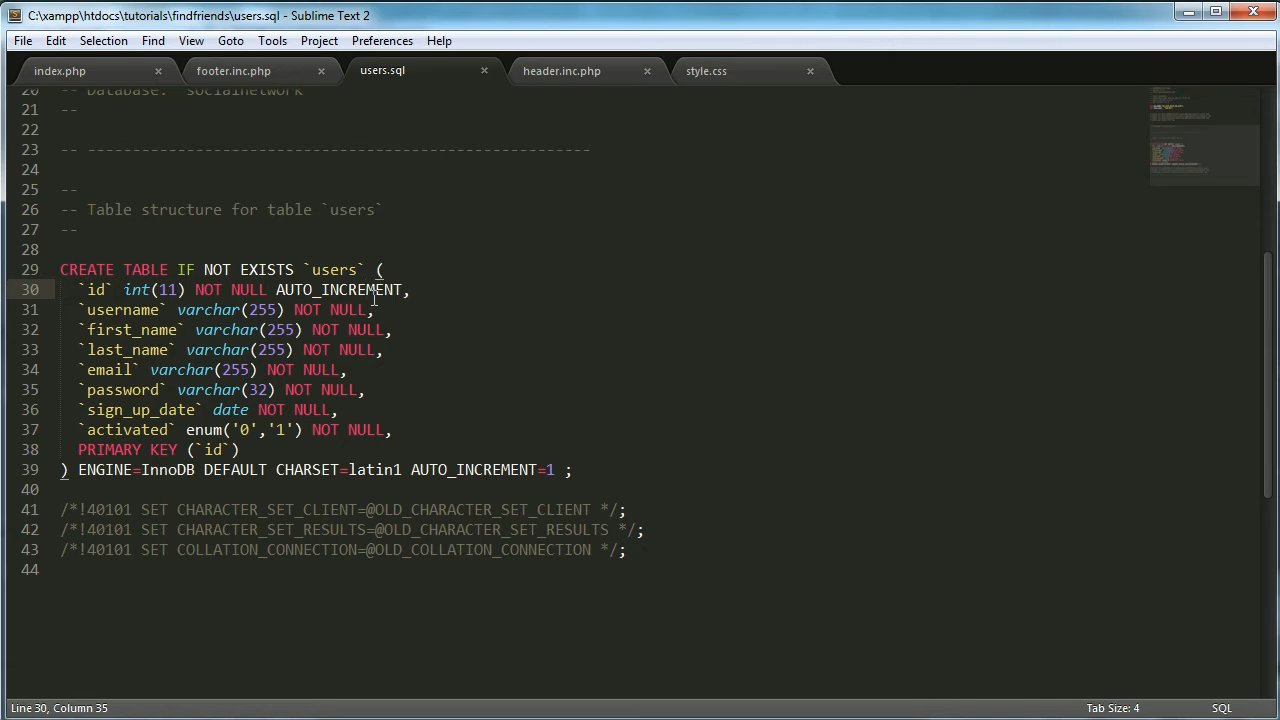 C:\xampp\htdocs\tutorials\findfriends\users.sql - Sublime Text 2
File Edit Selection Find View Goto Tools Project Preferences Help
index.php × footer.inc.php × users.sql × header.inc.php × style.css ×
20 -- Database: `socialnetwork`
21 --
22
23 -- --------------------------------------------------------
24
25 --
26 -- Table structure for table `users`
27 --
28
29 CREATE TABLE IF NOT EXISTS `users` (
30 `id` int(11) NOT NULL AUTO_INCREMENT,
31 `username` varchar(255) NOT NULL,
32 `first_name` varchar(255) NOT NULL,
33 `last_name` varchar(255) NOT NULL,
34 `email` varchar(255) NOT NULL,
35 `password` varchar(32) NOT NULL,
36 `sign_up_date` date NOT NULL,
37 `activated` enum('0','1') NOT NULL,
38 PRIMARY KEY (`id`)
39 ) ENGINE=InnoDB DEFAULT CHARSET=latin1 AUTO_INCREMENT=1 ;
40
41 /*!40101 SET CHARACTER_SET_CLIENT=@OLD_CHARACTER_SET_CLIENT */;
42 /*!40101 SET CHARACTER_SET_RESULTS=@OLD_CHARACTER_SET_RESULTS */;
43 /*!40101 SET COLLATION_CONNECTION=@OLD_COLLATION_CONNECTION */;
44
Line 30, Column 35 Tab Size: 4 SQL